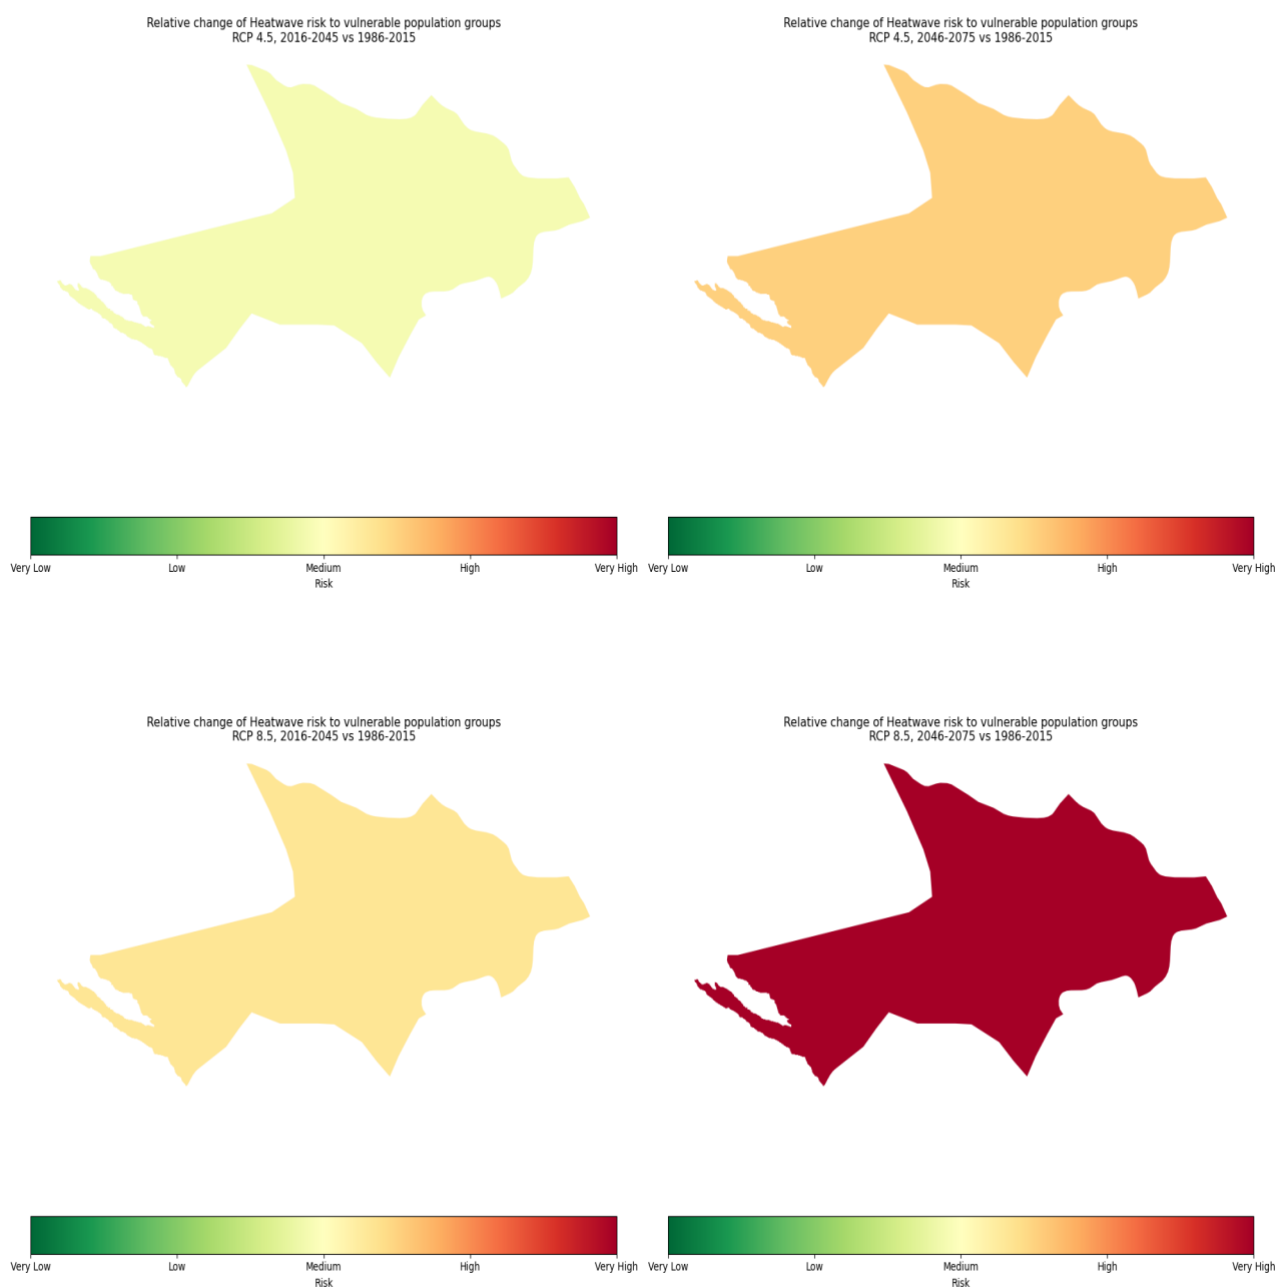 Relative change of Heatwave risk to vulnerable population groups
RCP 4.5, 2016-2045 vs 1986-2015
Very Low Low Medium High Very High
Risk
Relative change of Heatwave risk to vulnerable population groups
RCP 4.5, 2046-2075 vs 1986-2015
Very Low Low Medium High Very High
Risk
Relative change of Heatwave risk to vulnerable population groups
RCP 8.5, 2016-2045 vs 1986-2015
Very Low Low Medium High Very High
Risk
Relative change of Heatwave risk to vulnerable population groups
RCP 8.5, 2046-2075 vs 1986-2015
Very Low Low Medium High Very High
Risk